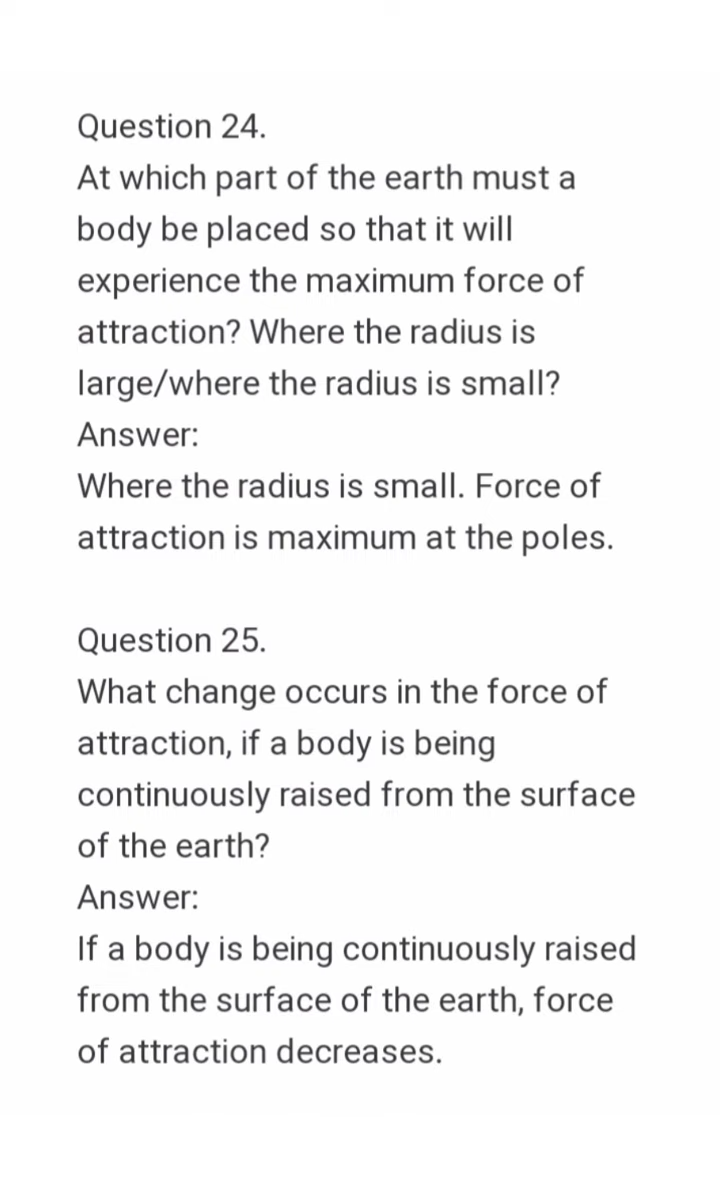 Question 24.
At which part of the earth must a
body be placed so that it will
experience the maximum force of
attraction? Where the radius is
large/where the radius is small?
Answer:
Where the radius is small. Force of
attraction is maximum at the poles.
Question 25.
What change occurs in the force of
attraction, if a body is being
continuously raised from the surface
of the earth?
Answer:
If a body is being continuously raised
from the surface of the earth, force
of attraction decreases.